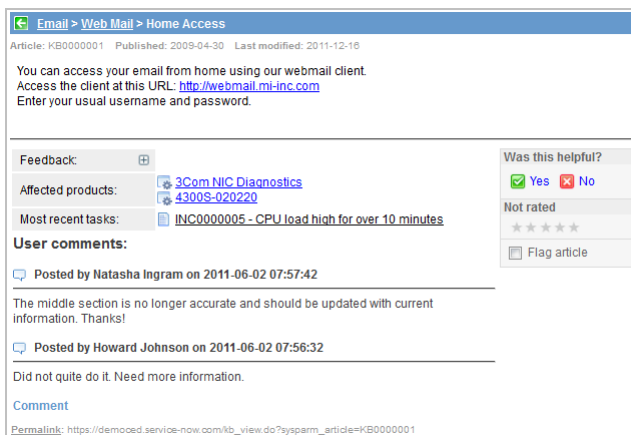 Email > Web Mail > Home Access
Article: KB0000001 Published: 2009-04-30 Last modified: 2011-12-16
You can access your email from home using our webmail client.
Access the client at this URL: http://webmail.mi-inc.com
Enter your usual username and password.
Feedback:
Affected products:
3Com NIC Diagnostics
4300S-020220
Most recent tasks:
INC0000005 - CPU load high for over 10 minutes
Was this helpful?
Yes No
Not rated
Flag article
User comments:
Posted by Natasha Ingram on 2011-06-02 07:57:42
The middle section is no longer accurate and should be updated with current
information. Thanks!
Posted by Howard Johnson on 2011-06-02 07:56:32
Did not quite do it. Need more information.
Comment
Permalink: https://democed.service-now.com/kb_view.do?sysparm_article=KB0000001